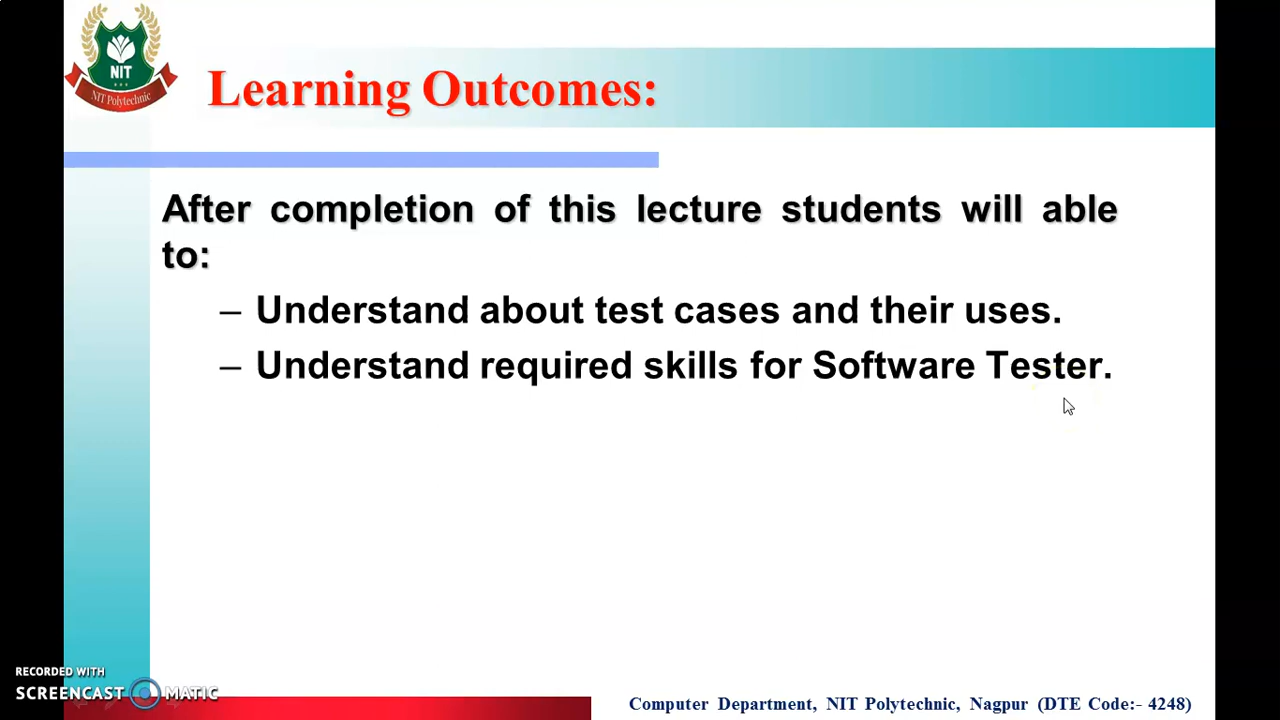 NIT
NIT Polytechnic
Learning Outcomes:
After completion of this lecture students will able
to:
– Understand about test cases and their uses.
– Understand required skills for Software Tester.
RECORDED WITH
SCREENCAST MATIC
Computer Department, NIT Polytechnic, Nagpur (DTE Code:- 4248)